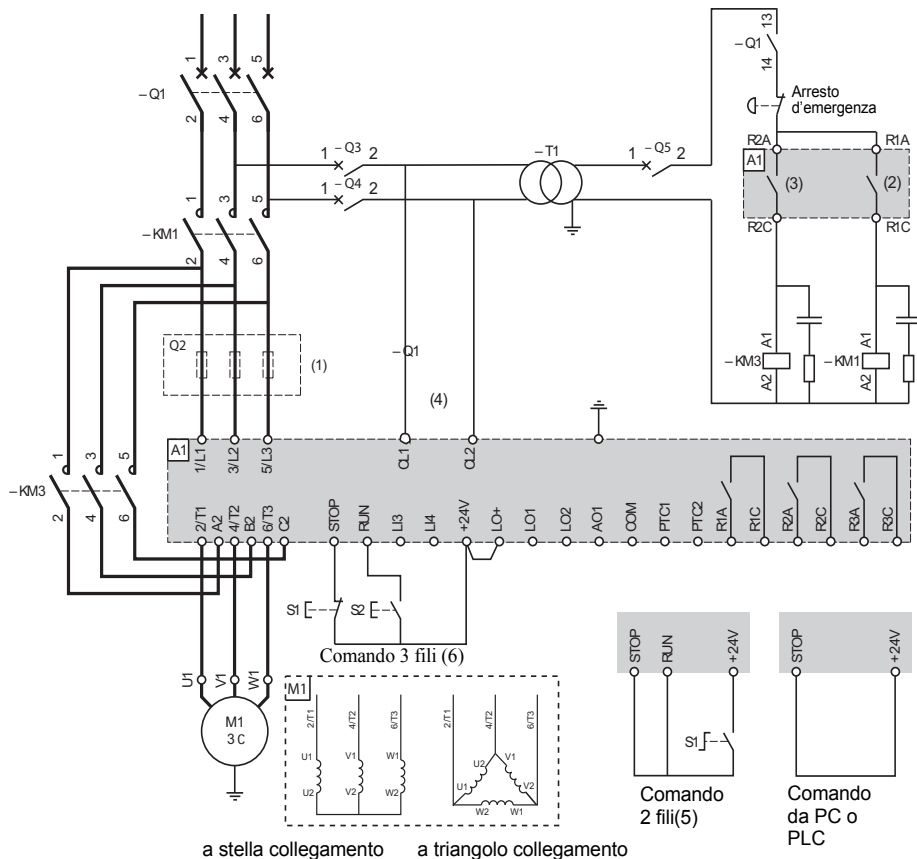 1 3 5
–Q1
2 4 6
1 –Q3 2
1 –Q4 2
–T1
1 –Q5 2
13
–Q1
14
Arresto
d'emergenza
R2A R1A
A1
(3) (2)
R2C R1C
1 3 5
–KM1
2 4 6
Q2
(1)
–Q1
(4)
A1 A1
–KM3 –KM1
A2 A2
A1
1/L1 3/L2 5/L3 CL1 CL2
1 3 5
–KM3
2 4 6
2/T1 A2 4/T2 B2 6/T3 C2 STOP RUN LI3 LI4 +24V LO+ LO1 LO2 AO1 COM PTC1 PTC2 R1A R1C R2A R2C R3A R3C
S1 S2
Comando 3 fili (6)
U1 V1 W1
M1
3 C
M1
2/T1 4/T2 6/T3 2/T1 4/T2 6/T3
U1 V1 W1
U2 V2 W2
U2 V1
U1 V2
W2 W1
a stella collegamento a triangolo collegamento
STOP RUN +24V
S1
Comando
2 fili(5)
STOP +24V
Comando
da PC o
PLC